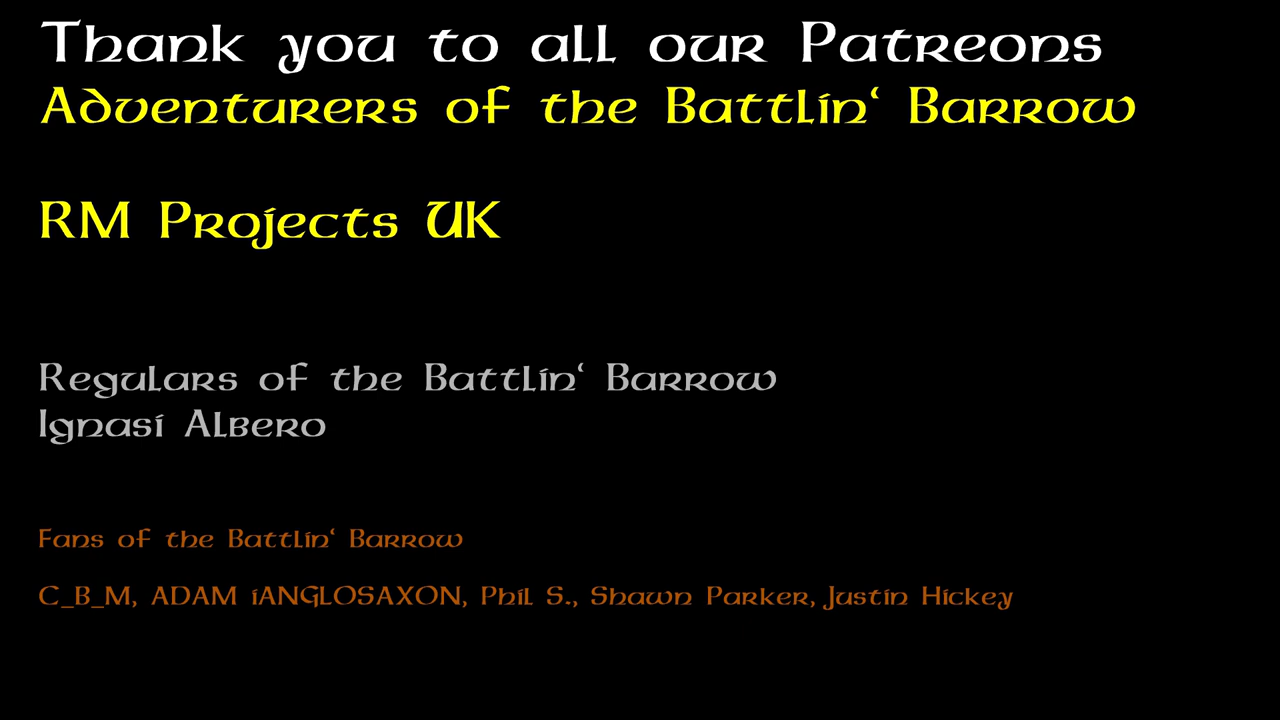 Thank you to all our Patreons
Adventurers of the Battlin‘ Barrow
RM Projects UK
Regulars of the Battlin‘ Barrow
Ignasi Albero
Fans of the Battlin‘ Barrow
C_B_M, ADAM iANGLOSAXON, Phil S., Shawn Parker, Justin Hickey